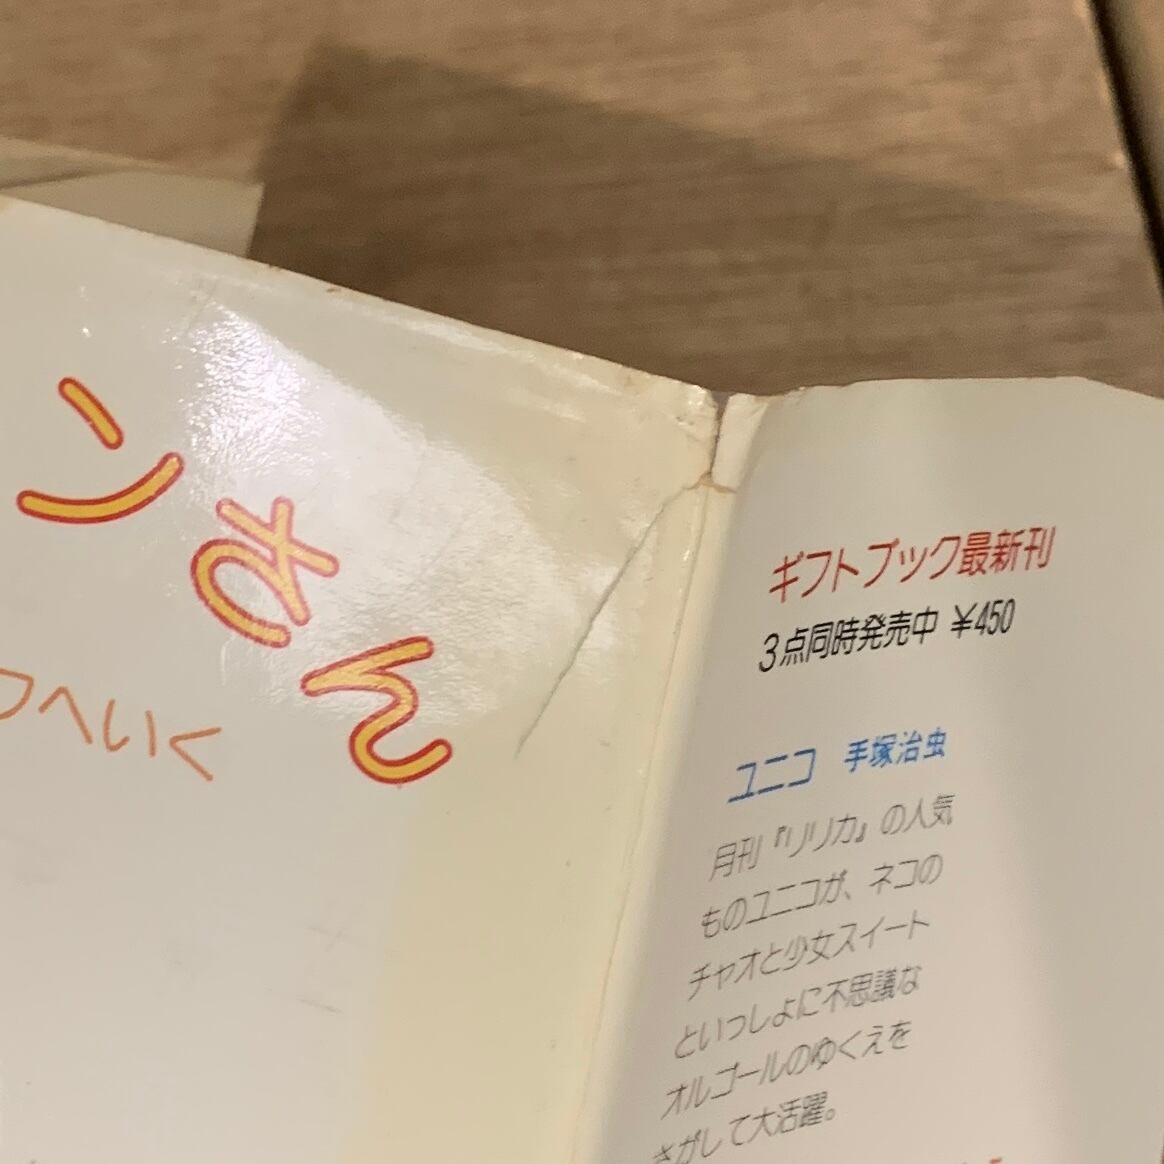 ンさん
つへいく
ギフトブック最新刊
3点同時発売中 ¥450
ユニコ 手塚治虫
月刊『リリカ』の人気
ものユニコが、ネコの
チャオと少女スイート
といっしょに不思議な
オルゴールのゆくえを
さがして大活躍。